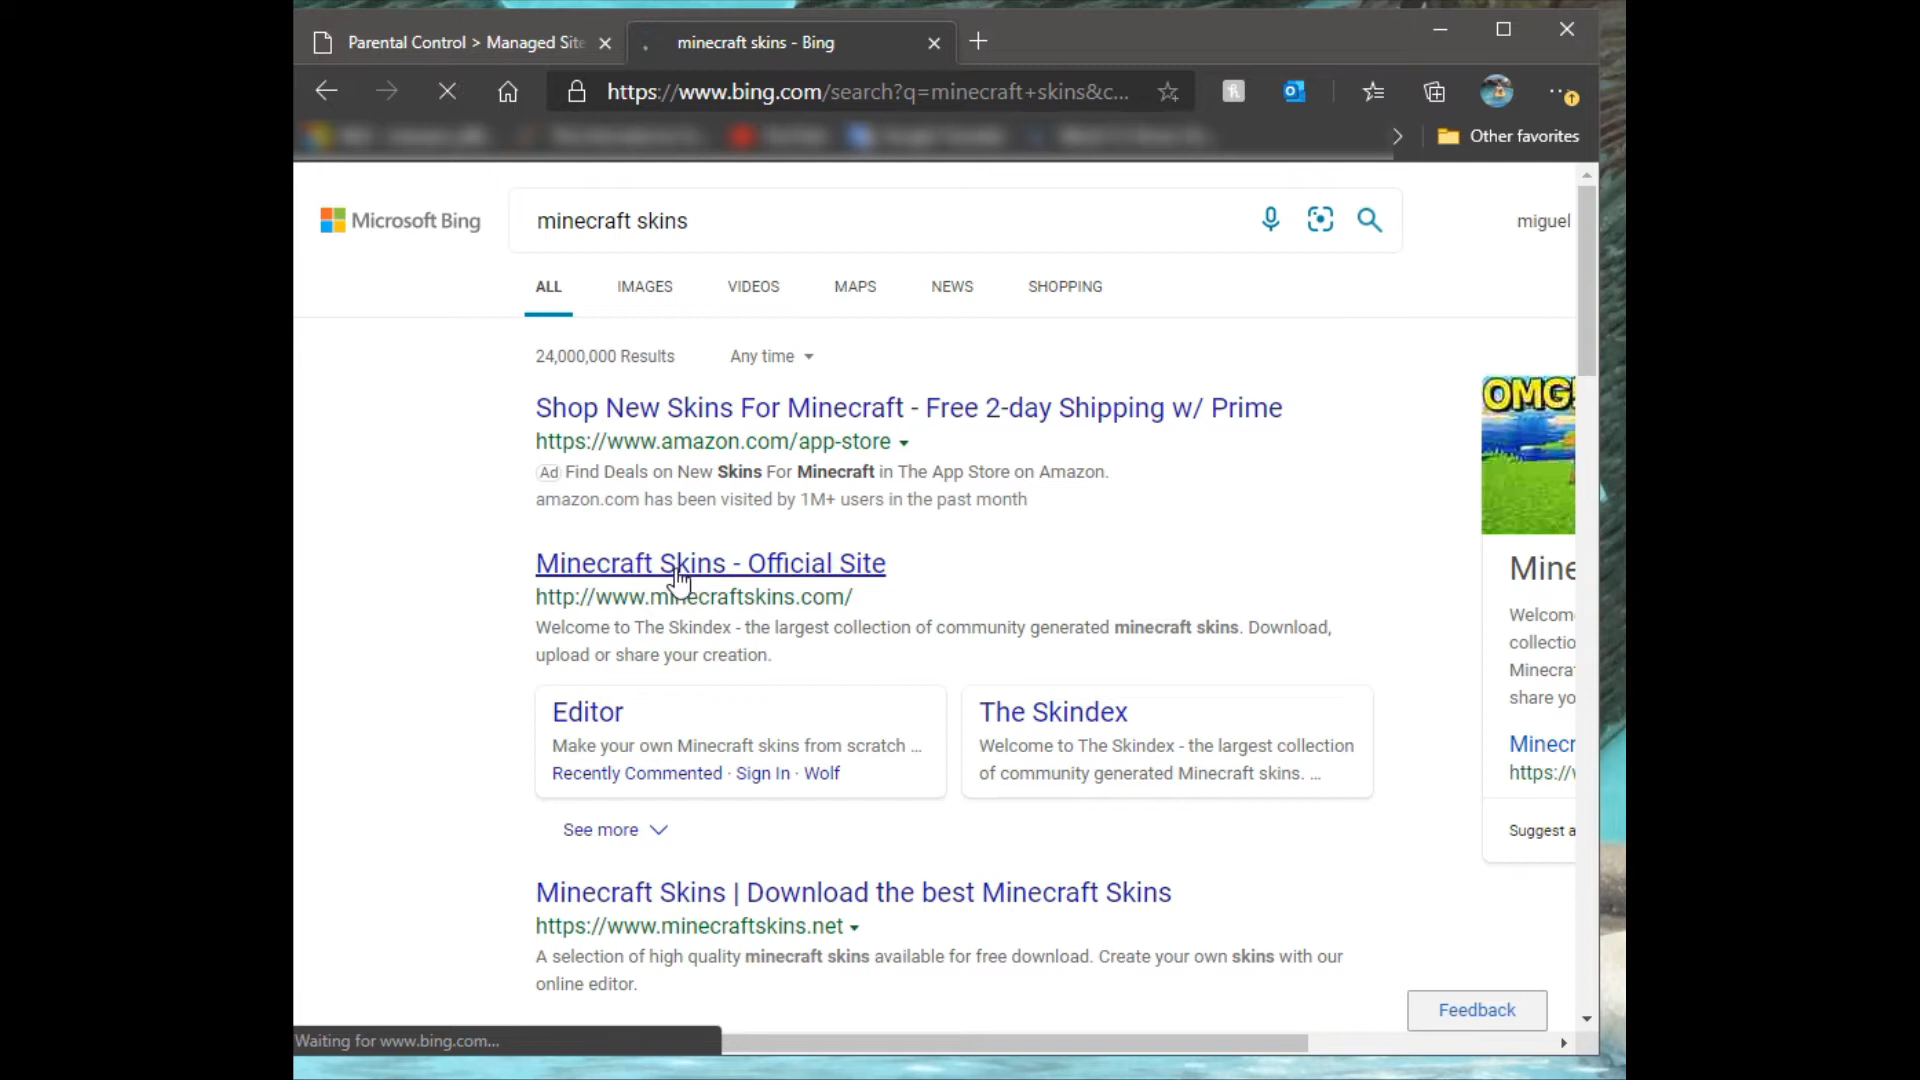 Parental Control > Managed Site
minecraft skins - Bing
https://www.bing.com/search?q=minecraft+skins&c...
Other favorites
Microsoft Bing
minecraft skins
miguel
ALL
IMAGES
VIDEOS
MAPS
NEWS
SHOPPING
24,000,000 Results
Any time
Shop New Skins For Minecraft - Free 2-day Shipping w/ Prime
https://www.amazon.com/app-store
Ad Find Deals on New Skins For Minecraft in The App Store on Amazon.
amazon.com has been visited by 1M+ users in the past month
Minecraft Skins - Official Site
http://www.minecraftskins.com/
Welcome to The Skindex - the largest collection of community generated minecraft skins. Download,
upload or share your creation.
Editor
Make your own Minecraft skins from scratch ...
Recently Commented · Sign In · Wolf
The Skindex
Welcome to The Skindex - the largest collection
of community generated Minecraft skins. ...
See more
Minecraft Skins | Download the best Minecraft Skins
https://www.minecraftskins.net
A selection of high quality minecraft skins available for free download. Create your own skins with our
online editor.
OMG!
Mine
Welcom
collectio
Minecra
share yo
Minecr
https://v
Suggest a
Feedback
Waiting for www.bing.com...